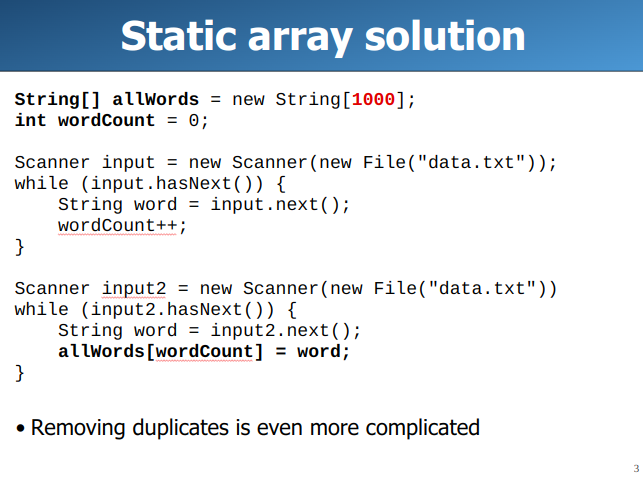 Static array solution
String[] allWords = new String[1000];
int wordCount = 0;
Scanner input = new Scanner(new File("data.txt"));
while (input.hasNext()) {
    String word = input.next();
    wordCount++;
}
Scanner input2 = new Scanner(new File("data.txt"))
while (input2.hasNext()) {
    String word = input2.next();
    allWords[wordCount] = word;
}
• Removing duplicates is even more complicated
3